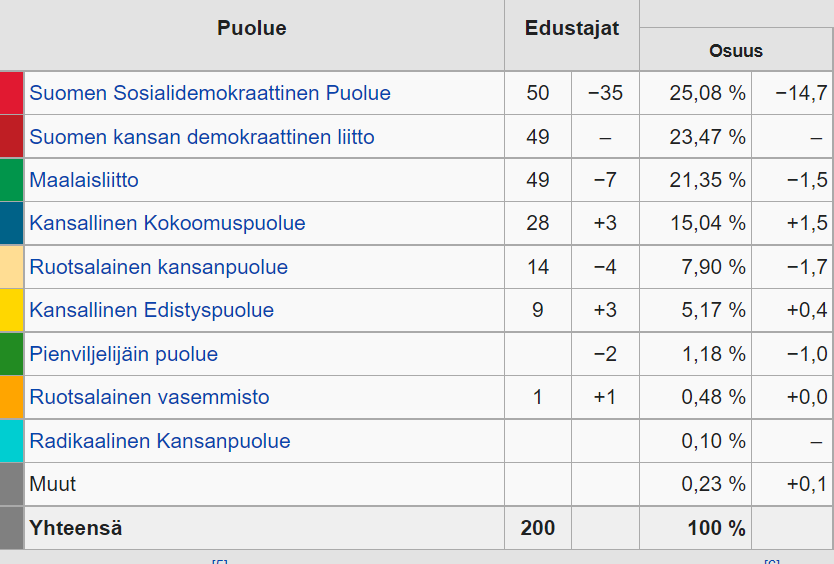 Puolue Edustajat
Osuus
Suomen Sosialidemokraattinen Puolue 50 −35 25,08 % −14,7
Suomen kansan demokraattinen liitto 49 – 23,47 % –
Maalaisliitto 49 −7 21,35 % −1,5
Kansallinen Kokoomuspuolue 28 +3 15,04 % +1,5
Ruotsalainen kansanpuolue 14 −4 7,90 % −1,7
Kansallinen Edistyspuolue 9 +3 5,17 % +0,4
Pienviljelijäin puolue −2 1,18 % −1,0
Ruotsalainen vasemmisto 1 +1 0,48 % +0,0
Radikaalinen Kansanpuolue 0,10 % –
Muut 0,23 % +0,1
Yhteensä 200 100 %